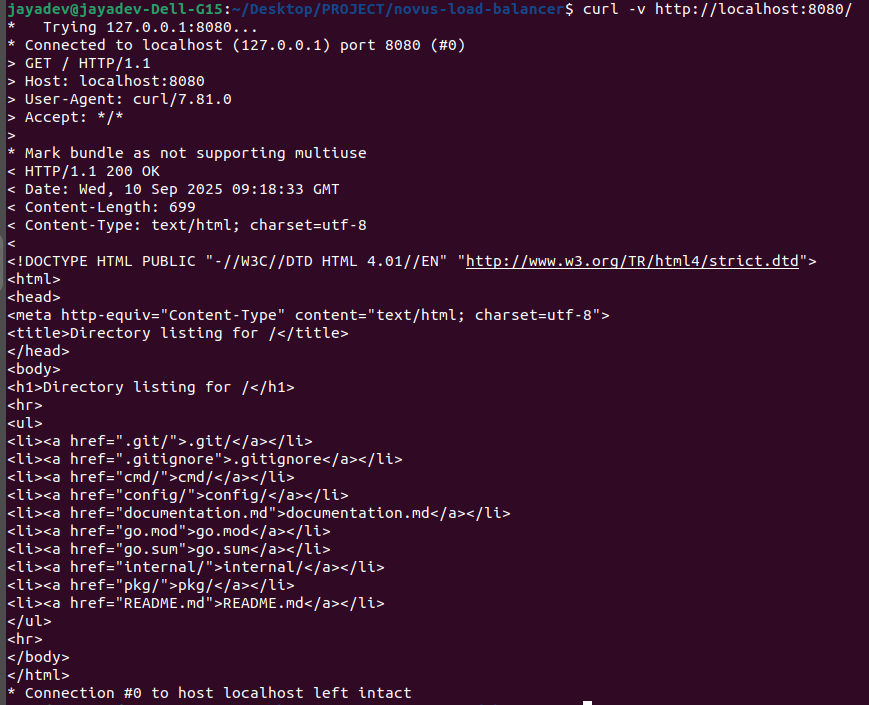 jayadev@jayadev-Dell-G15:~/Desktop/PROJECT/novus-load-balancer$ curl -v http://localhost:8080/
*   Trying 127.0.0.1:8080...
* Connected to localhost (127.0.0.1) port 8080 (#0)
> GET / HTTP/1.1
> Host: localhost:8080
> User-Agent: curl/7.81.0
> Accept: */*
>
* Mark bundle as not supporting multiuse
< HTTP/1.1 200 OK
< Date: Wed, 10 Sep 2025 09:18:33 GMT
< Content-Length: 699
< Content-Type: text/html; charset=utf-8
<
<!DOCTYPE HTML PUBLIC "-//W3C//DTD HTML 4.01//EN" "http://www.w3.org/TR/html4/strict.dtd">
<html>
<head>
<meta http-equiv="Content-Type" content="text/html; charset=utf-8">
<title>Directory listing for /</title>
</head>
<body>
<h1>Directory listing for /</h1>
<hr>
<ul>
<li><a href=".git/">.git/</a></li>
<li><a href=".gitignore">.gitignore</a></li>
<li><a href="cmd/">cmd/</a></li>
<li><a href="config/">config/</a></li>
<li><a href="documentation.md">documentation.md</a></li>
<li><a href="go.mod">go.mod</a></li>
<li><a href="go.sum">go.sum</a></li>
<li><a href="internal/">internal/</a></li>
<li><a href="pkg/">pkg/</a></li>
<li><a href="README.md">README.md</a></li>
</ul>
<hr>
</body>
</html>
* Connection #0 to host localhost left intact